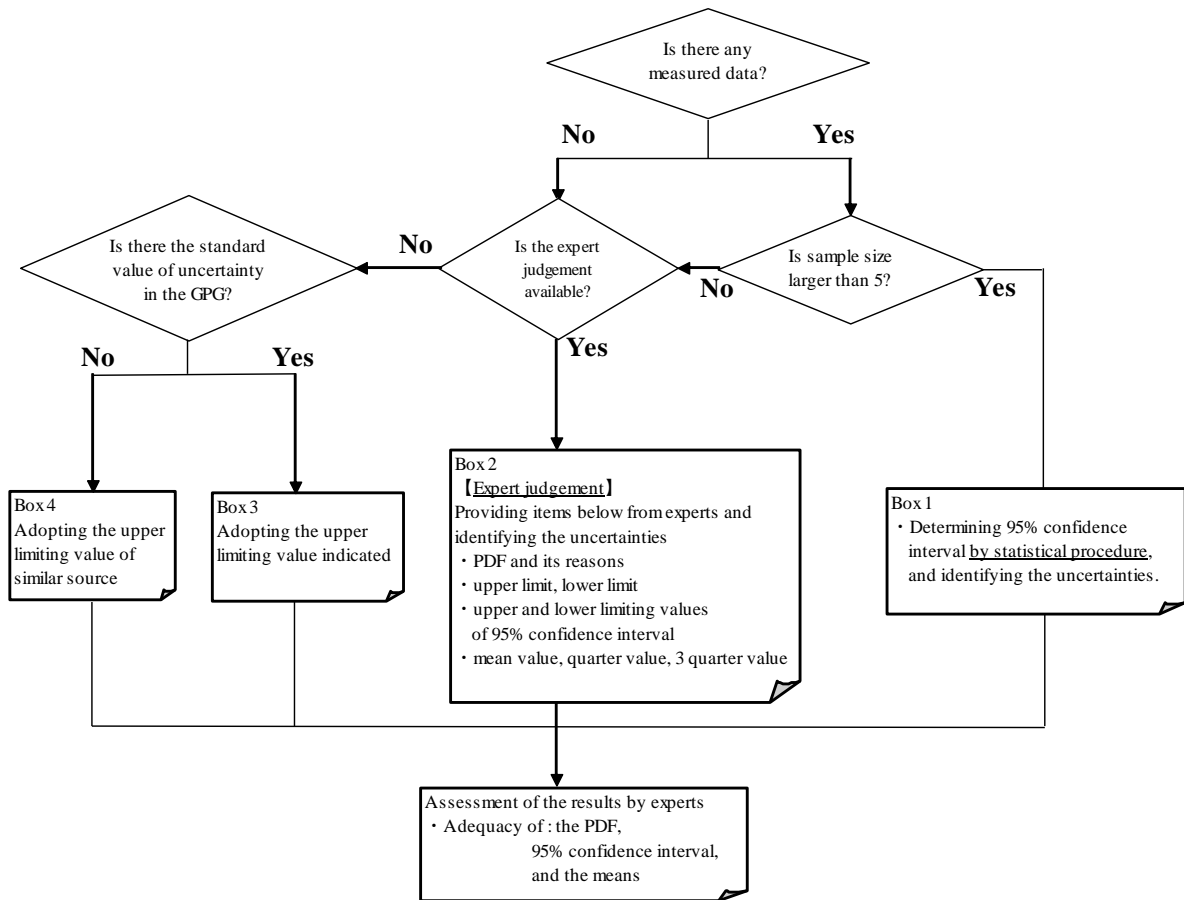 Is there any
measured data?
No
Yes
Is there the standard
value of uncertainty
in the GPG?
No
Is the expert
judgement
available?
No
Is sample size
larger than 5?
Yes
No
Yes
Yes
Box 4
Adopting the upper
limiting value of
similar source
Box 3
Adopting the upper
limiting value indicated
Box 2
【Expert judgement】
Providing items below from experts and
identifying the uncertainties
・PDF and its reasons
・upper limit, lower limit
・upper and lower limiting values
of 95% confidence interval
・mean value, quarter value, 3 quarter value
Box 1
・Determining 95% confidence
interval by statistical procedure,
and identifying the uncertainties.
Assessment of the results by experts
・Adequacy of : the PDF,
95% confidence interval,
and the means